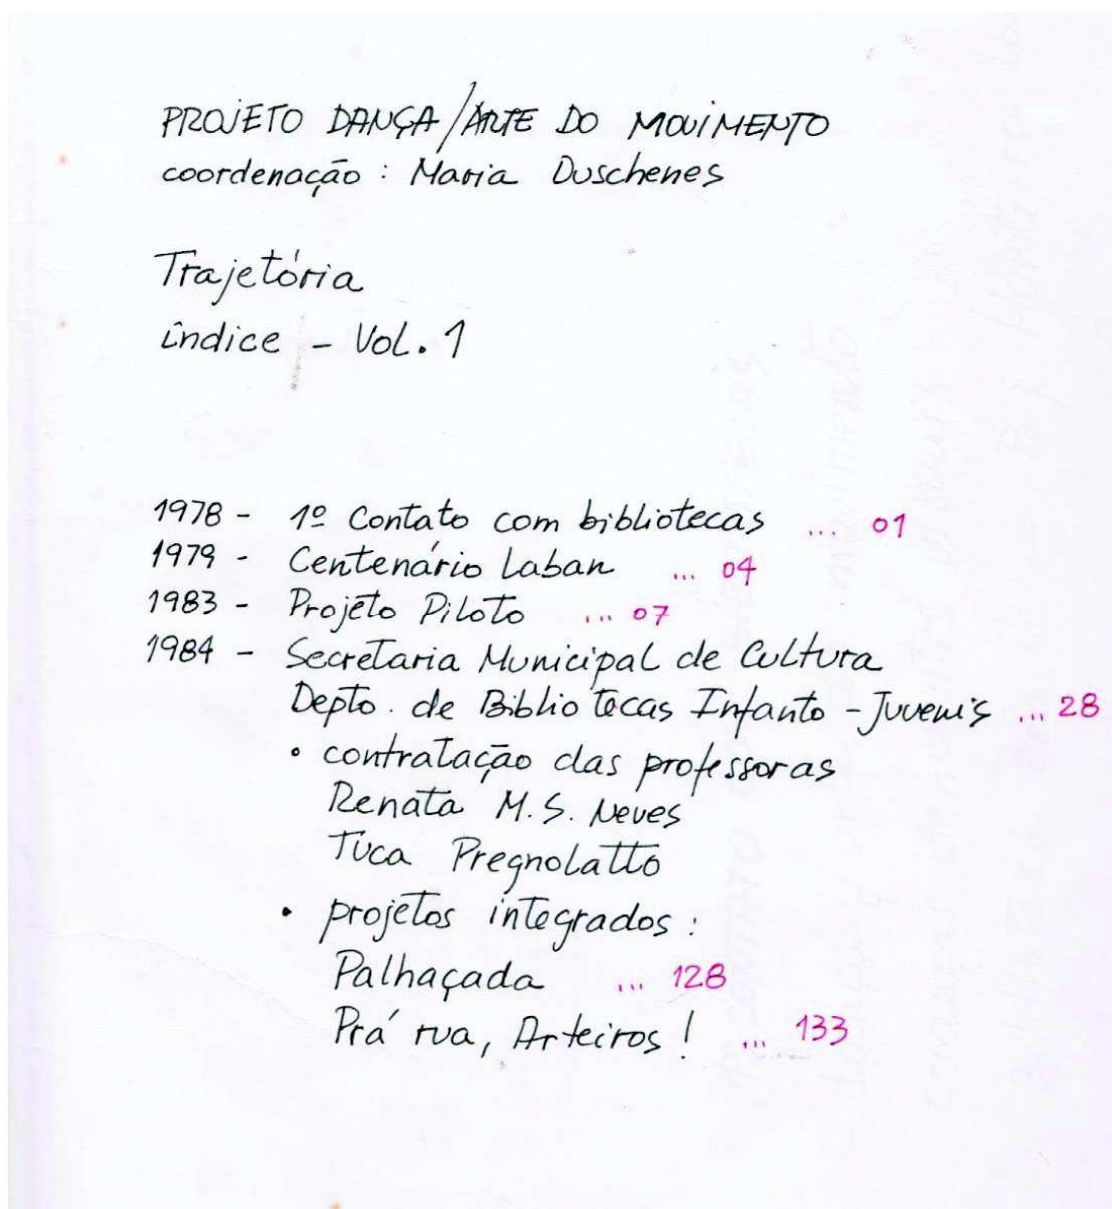 PROJETO DANÇA/ARTE DO MOVIMENTO
coordenação : Maria Duschenes
Trajetória
índice - Vol. 1
1978 - 1º Contato com bibliotecas ... 01
1979 - Centenário Laban ... 04
1983 - Projeto Piloto ... 07
1984 - Secretaria Municipal de Cultura
Depto. de Bibliotecas Infanto-Juvenis ... 28
• contratação das professoras
Renata M. S. Neves
Tuca Pregnolatto
• projetos integrados :
Palhaçada ... 128
Prá rua, Arteiros ! ... 133